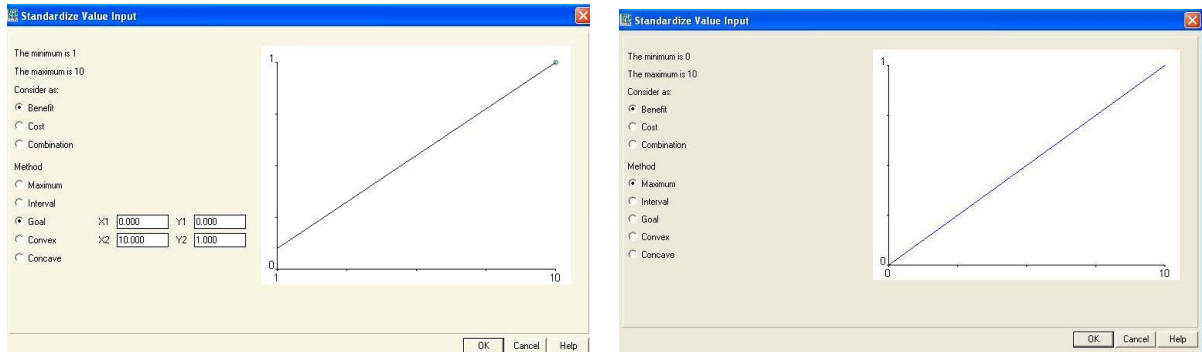 Standardize Value Input
The minimum is 1
The maximum is 10
Consider as:
Benefit
Cost
Combination
Method
Maximum
Interval
Goal X1 0.000 Y1 0.000
Convex X2 10.000 Y2 1.000
Concave
1
0
1 10
OK Cancel Help
Standardize Value Input
The minimum is 0
The maximum is 10
Consider as:
Benefit
Cost
Combination
Method
Maximum
Interval
Goal
Convex
Concave
1
0
0 10
OK Cancel Help